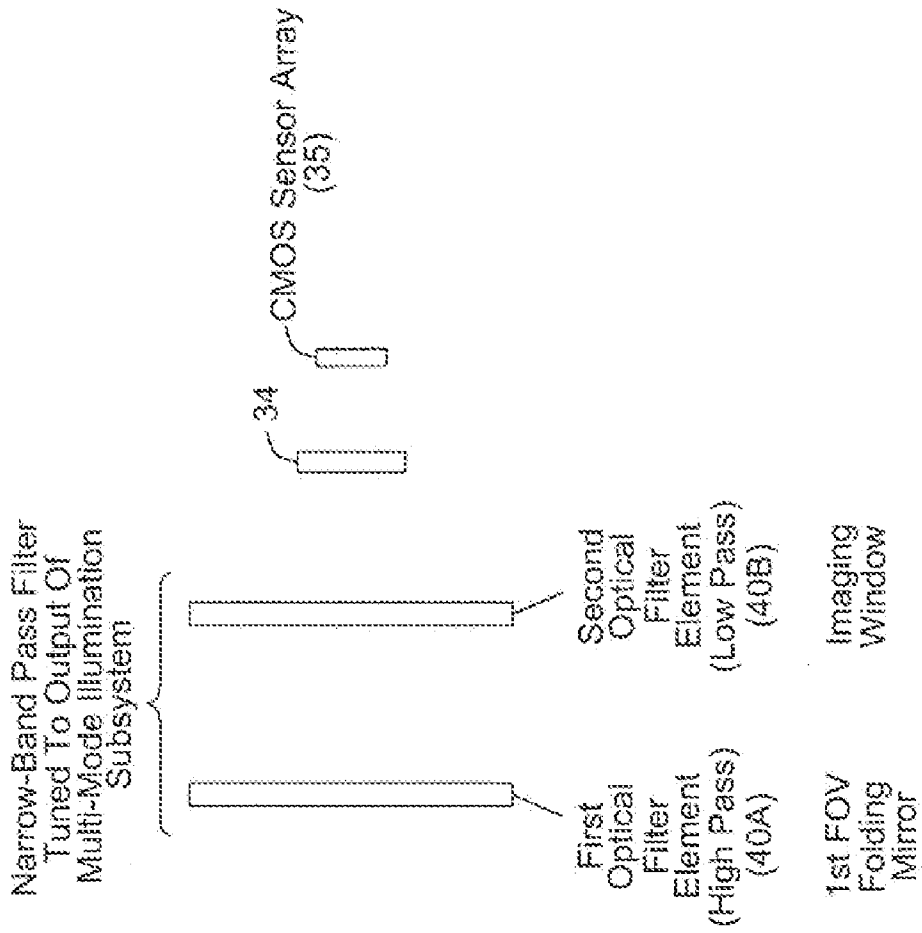 Narrow-Band Pass Filter
Tuned To Output Of
Multi-Mode Illumination
Subsystem
34
CMOS Sensor Array
(35)
First
Optical
Filter
Element
(High Pass)
(40A)
Second
Optical
Filter
Element
(Low Pass)
(40B)
1st FOV
Folding
Mirror
Imaging
Window